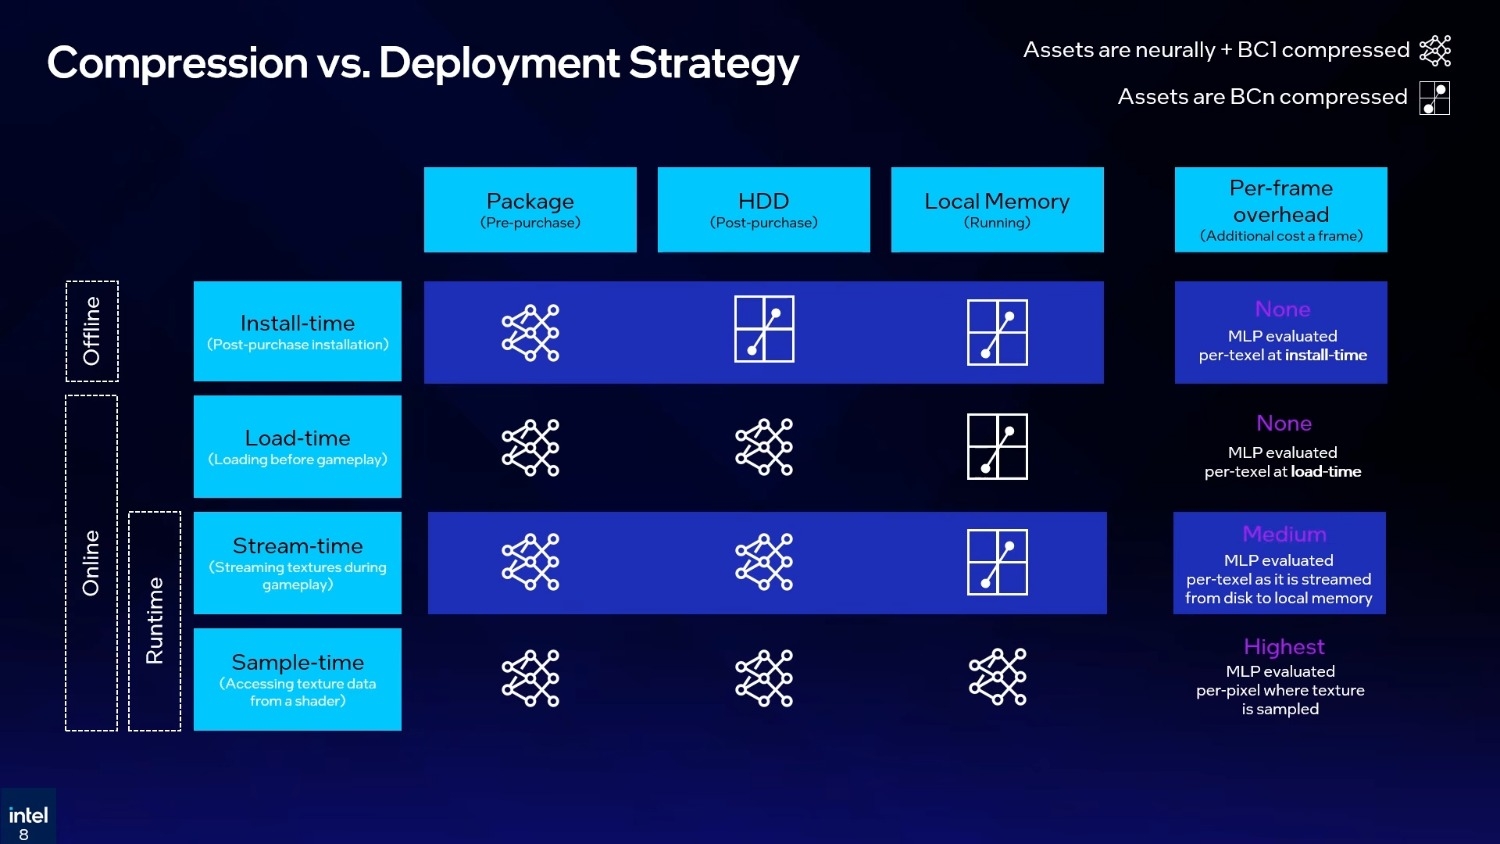 Compression vs. Deployment Strategy
Assets are neurally + BC1 compressed
Assets are BCn compressed
Package
(Pre-purchase)
HDD
(Post-purchase)
Local Memory
(Running)
Per-frame
overhead
(Additional cost a frame)
Offline
Install-time
(Post-purchase installation)
None
MLP evaluated
per-texel at install-time
Online
Load-time
(Loading before gameplay)
None
MLP evaluated
per-texel at load-time
Runtime
Stream-time
(Streaming textures during
gameplay)
Medium
MLP evaluated
per-texel as it is streamed
from disk to local memory
Sample-time
(Accessing texture data
from a shader)
Highest
MLP evaluated
per-pixel where texture
is sampled
intel
8